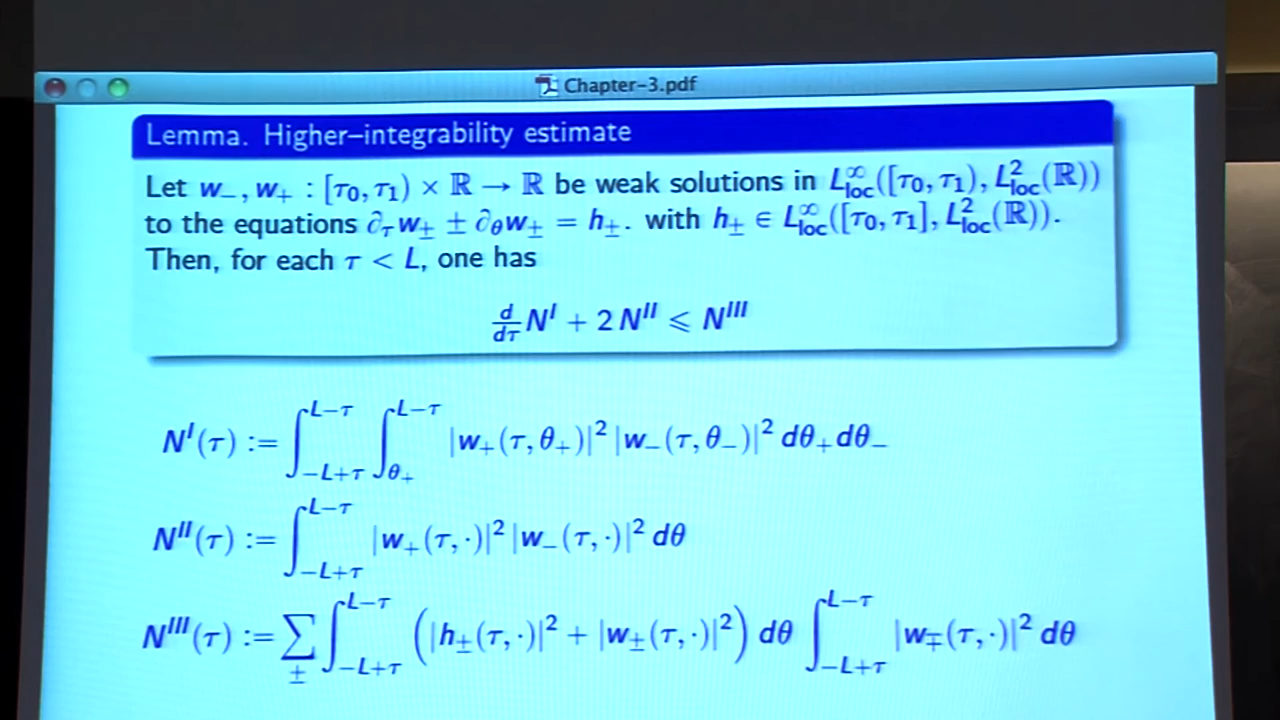 Chapter-3.pdf
Lemma. Higher–integrability estimate
Let w₋, w₊ : [τ₀, τ₁) × ℝ → ℝ be weak solutions in L^∞_loc([τ₀, τ₁), L²_loc(ℝ))
to the equations ∂_τ w_± ± ∂_θ w_± = h_±. with h_± ∈ L^∞_loc([τ₀, τ₁], L²_loc(ℝ)).
Then, for each τ < L, one has
d/dτ N^I + 2 N^II ⩽ N^III
N^I(τ) := ∫_{-L+τ}^{L-τ} ∫_{θ₊}^{L-τ} |w₊(τ, θ₊)|² |w₋(τ, θ₋)|² dθ₊dθ₋
N^II(τ) := ∫_{-L+τ}^{L-τ} |w₊(τ, ·)|² |w₋(τ, ·)|² dθ
N^III(τ) := ∑_± ∫_{-L+τ}^{L-τ} (|h_±(τ, ·)|² + |w_±(τ, ·)|²) dθ ∫_{-L+τ}^{L-τ} |w_∓(τ, ·)|² dθ